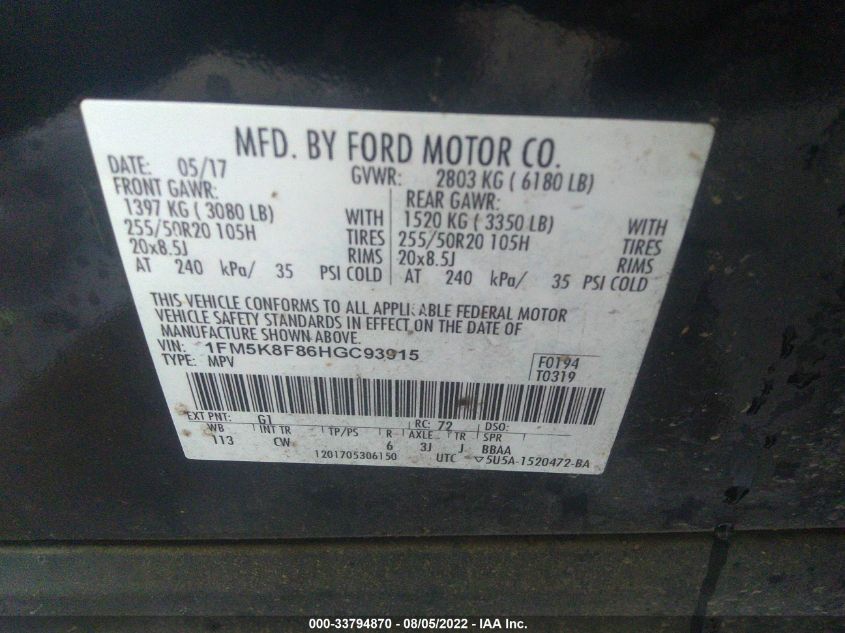 MFD. BY FORD MOTOR CO.
DATE: 05/17 GVWR: 2803 KG ( 6180 LB)
FRONT GAWR: REAR GAWR:
1397 KG ( 3080 LB) WITH 1520 KG ( 3350 LB) WITH
255/50R20 105H TIRES 255/50R20 105H TIRES
20x8.5J RIMS 20x8.5J RIMS
AT 240 kPa/ 35 PSI COLD AT 240 kPa/ 35 PSI COLD
THIS VEHICLE CONFORMS TO ALL APPLICABLE FEDERAL MOTOR
VEHICLE SAFETY STANDARDS IN EFFECT ON THE DATE OF
MANUFACTURE SHOWN ABOVE.
VIN: 1FM5K8F86HGC93915
TYPE: MPV
F0194
T0319
EXT PNT: G1 RC: 72 DSO:
WB INT TR TP/PS R AXLE TR SPR
113 CW 6 3J J BBAA
1201705306150 UTC ▽5U5A-1520472-BA
000-33794870 - 08/05/2022 - IAA Inc.